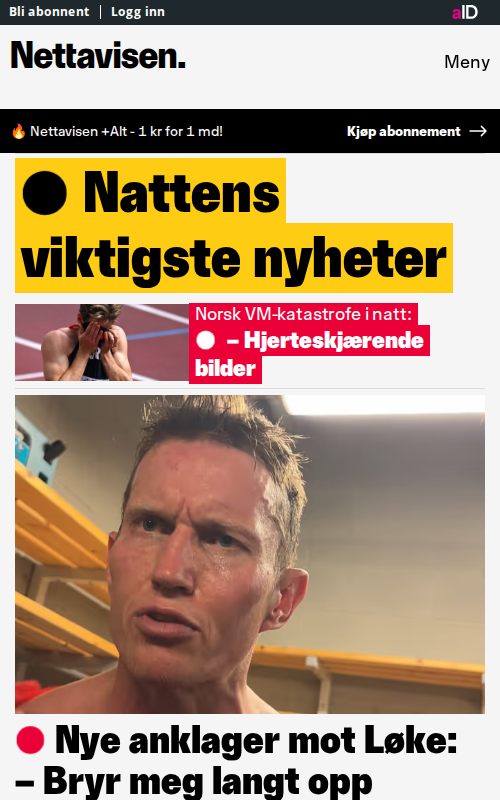 Bli abonnent | Logg inn
aID
Nettavisen.
Meny
🔥 Nettavisen +Alt - 1 kr for 1 md!
Kjøp abonnement →
Nattens
viktigste nyheter
Norsk VM-katastrofe i natt:
– Hjerteskjærende
bilder
Nye anklager mot Løke:
– Bryr meg langt opp